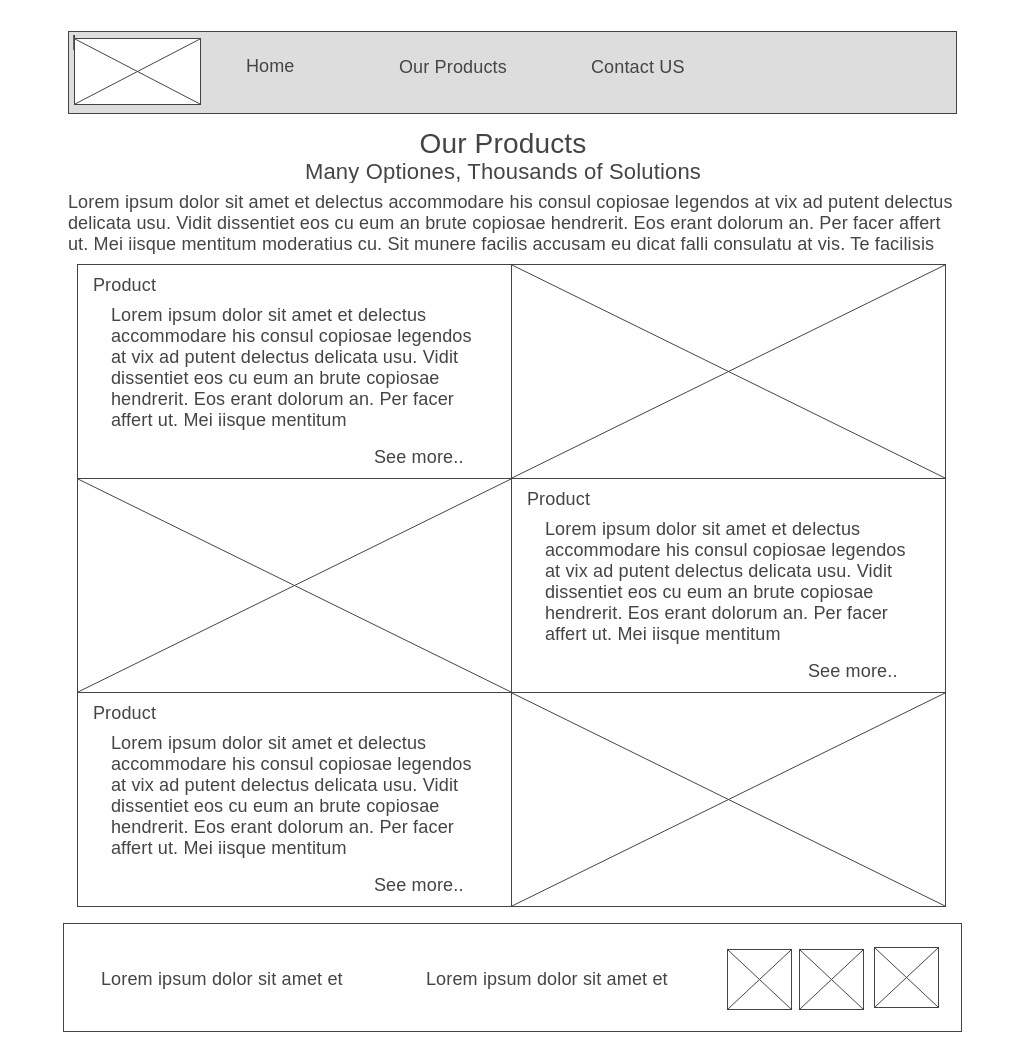 Home
Our Products
Contact US
Our Products
Many Optiones, Thousands of Solutions
Lorem ipsum dolor sit amet et delectus accommodare his consul copiosae legendos at vix ad putent delectus
delicata usu. Vidit dissentiet eos cu eum an brute copiosae hendrerit. Eos erant dolorum an. Per facer affert
ut. Mei iisque mentitum moderatius cu. Sit munere facilis accusam eu dicat falli consulatu at vis. Te facilisis
Product
Lorem ipsum dolor sit amet et delectus
accommodare his consul copiosae legendos
at vix ad putent delectus delicata usu. Vidit
dissentiet eos cu eum an brute copiosae
hendrerit. Eos erant dolorum an. Per facer
affert ut. Mei iisque mentitum
See more..
Product
Lorem ipsum dolor sit amet et delectus
accommodare his consul copiosae legendos
at vix ad putent delectus delicata usu. Vidit
dissentiet eos cu eum an brute copiosae
hendrerit. Eos erant dolorum an. Per facer
affert ut. Mei iisque mentitum
See more..
Product
Lorem ipsum dolor sit amet et delectus
accommodare his consul copiosae legendos
at vix ad putent delectus delicata usu. Vidit
dissentiet eos cu eum an brute copiosae
hendrerit. Eos erant dolorum an. Per facer
affert ut. Mei iisque mentitum
See more..
Lorem ipsum dolor sit amet et
Lorem ipsum dolor sit amet et